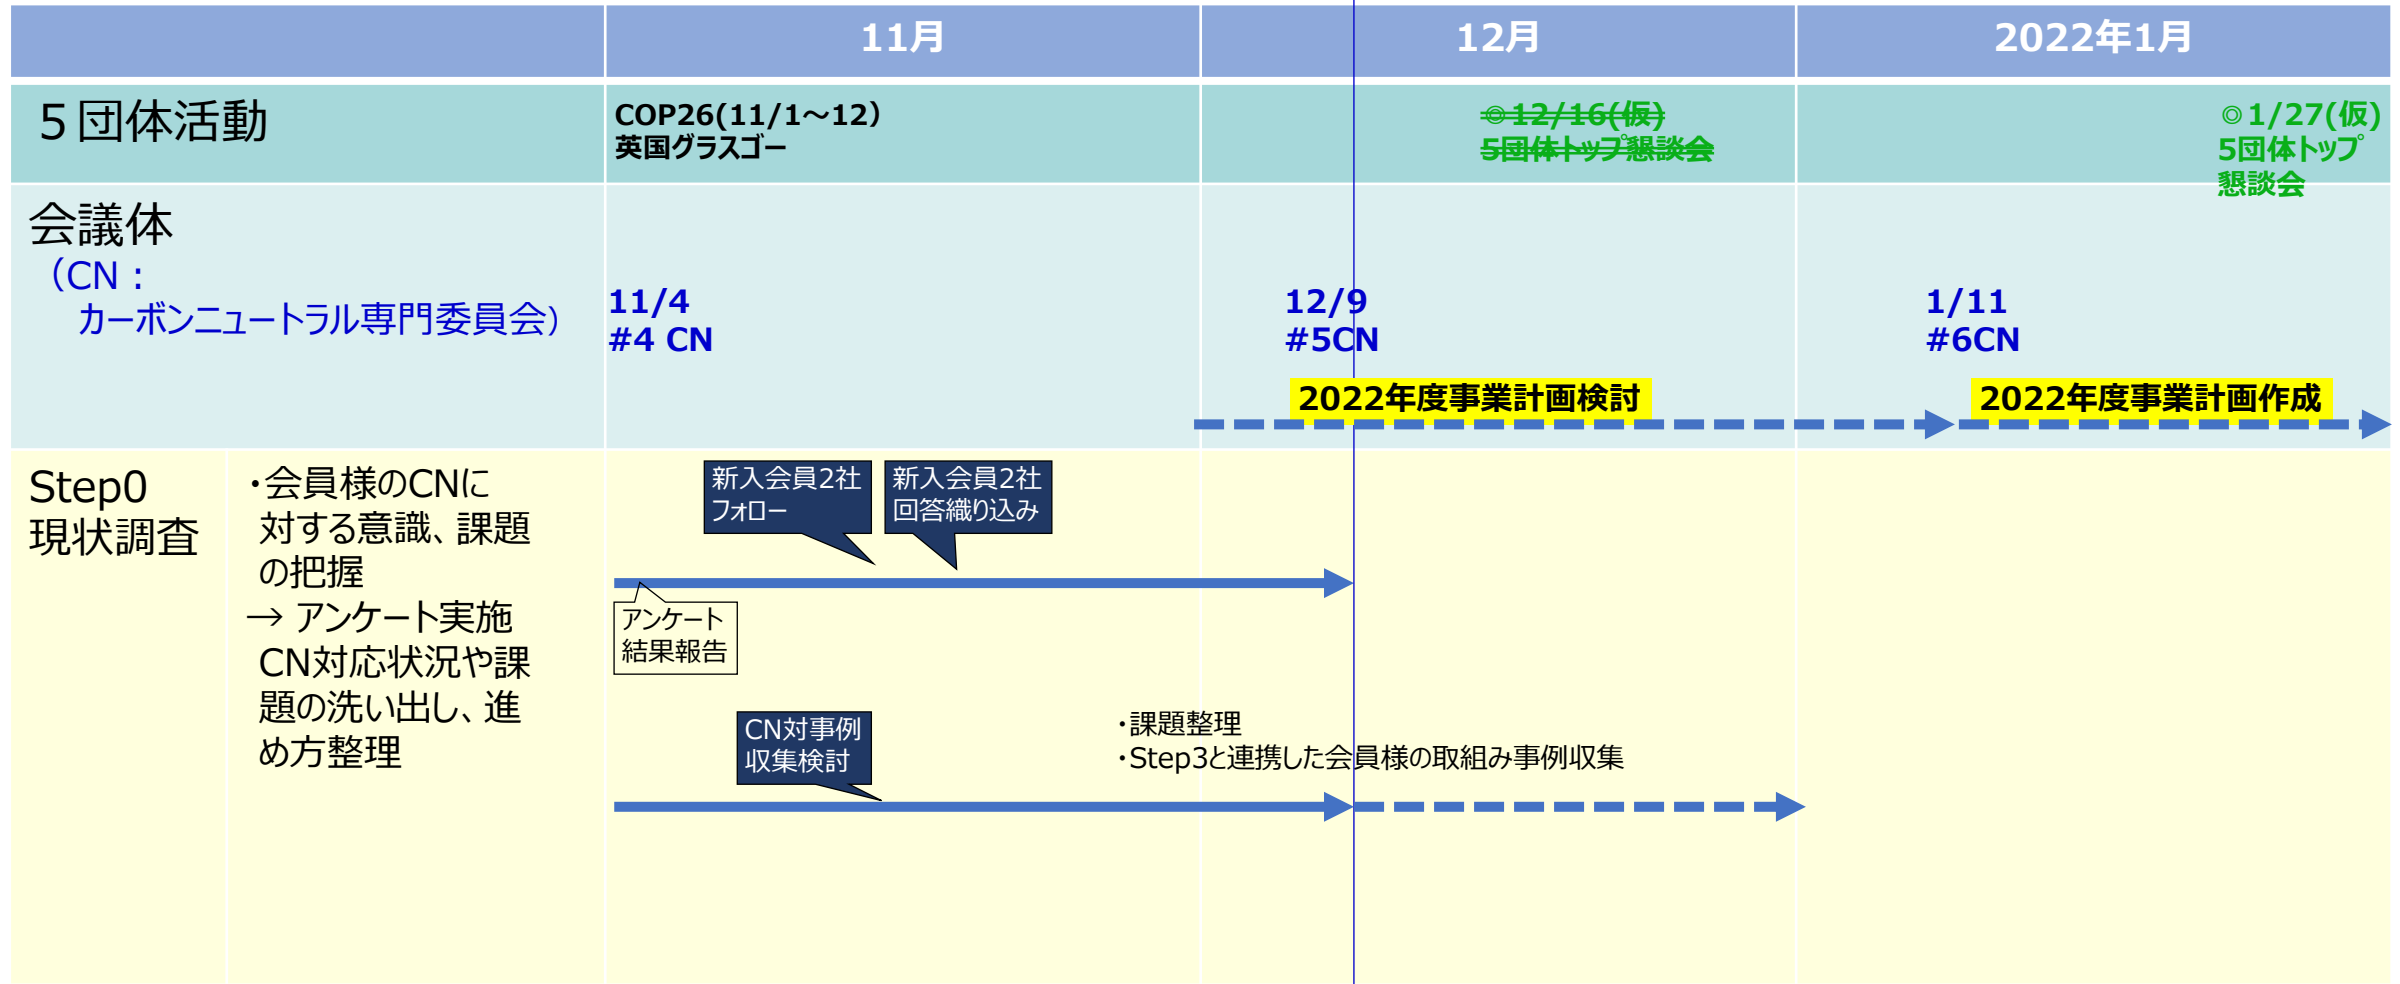 11月
12月
2022年1月
５団体活動
COP26(11/1～12）
英国グラスゴー
◎12/16(仮)
5団体トップ懇談会
◎1/27(仮)
5団体トップ
懇談会
会議体
（CN：
カーボンニュートラル専門委員会）
11/4
#4 CN
12/9
#5CN
1/11
#6CN
2022年度事業計画検討
2022年度事業計画作成
Step0
現状調査
・会員様のCNに
対する意識、課題
の把握
→ アンケート実施
CN対応状況や課
題の洗い出し、進
め方整理
新入会員2社
フォロー
新入会員2社
回答織り込み
アンケート
結果報告
CN対事例
収集検討
・課題整理
・Step3と連携した会員様の取組み事例収集